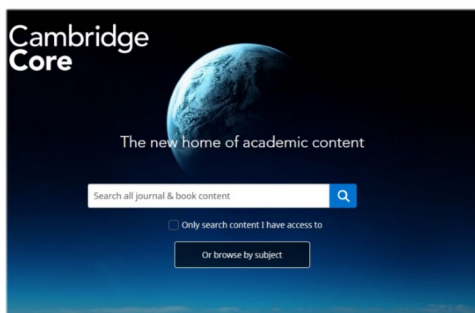 Cambridge
Core
The new home of academic content
Search all journal & book content
Only search content I have access to
Or browse by subject